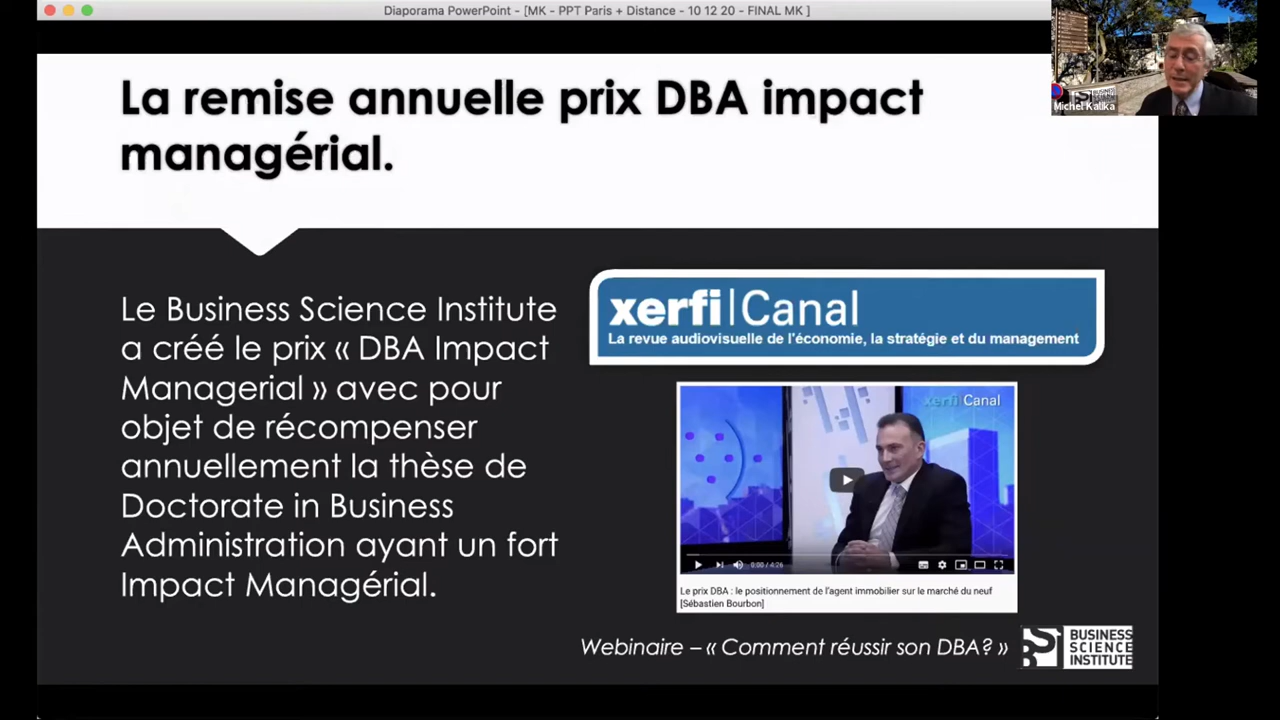 Diaporama PowerPoint - [MK - PPT Paris + Distance - 10 12 20 - FINAL MK ]
Michel Kalika
La remise annuelle prix DBA impact
managérial.
Le Business Science Institute
a créé le prix « DBA Impact
Managerial » avec pour
objet de récompenser
annuellement la thèse de
Doctorate in Business
Administration ayant un fort
Impact Managérial.
xerfi|Canal
La revue audiovisuelle de l'économie, la stratégie et du management
xerfi Canal
0:00 / 4:26
Le prix DBA : le positionnement de l'agent immobilier sur le marché du neuf
[Sébastien Bourbon]
Webinaire – « Comment réussir son DBA? »
BUSINESS
SCIENCE
INSTITUTE